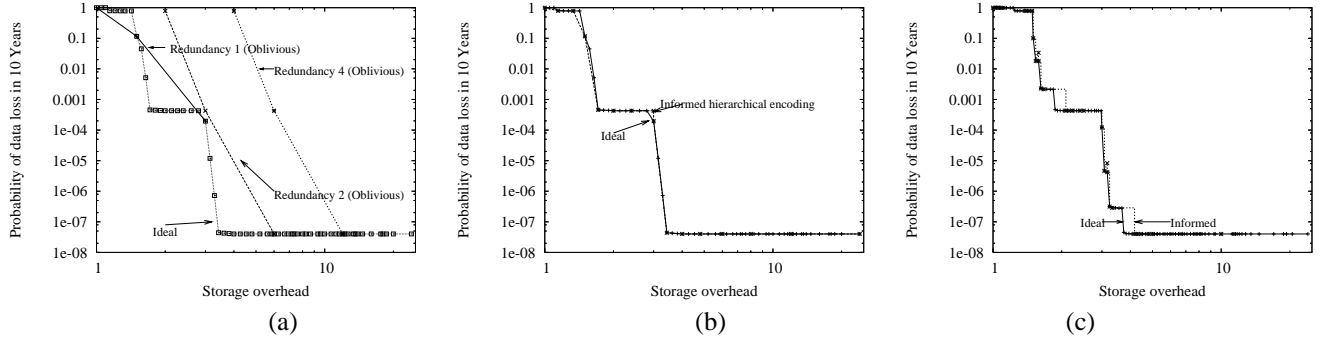 1
0.1
0.01
0.001
1e-04
1e-05
1e-06
1e-07
1e-08
Probability of data loss in 10 Years
Redundancy 1 (Oblivious)
Redundancy 4 (Oblivious)
Redundancy 2 (Oblivious)
Ideal
1
10
Storage overhead
(a)
1
0.1
0.01
0.001
1e-04
1e-05
1e-06
1e-07
1e-08
Probability of data loss in 10 Years
Informed hierarchical encoding
Ideal
1
10
Storage overhead
(b)
1
0.1
0.01
0.001
1e-04
1e-05
1e-06
1e-07
1e-08
Probability of data loss in 10 Years
Ideal
Informed
1
10
Storage overhead
(c)